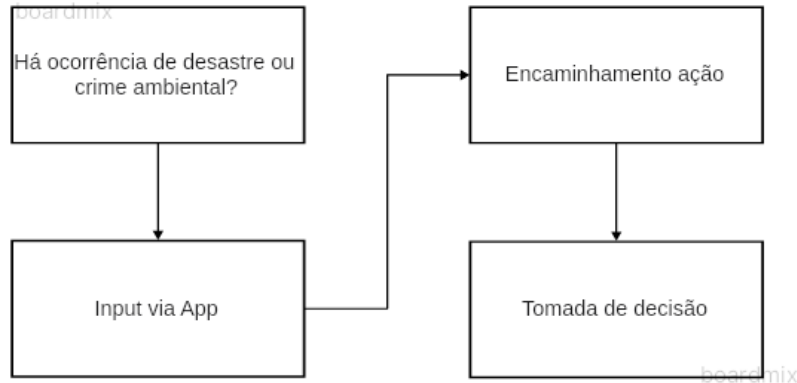 boardmix
Há ocorrência de desastre ou
crime ambiental?
Input via App
Encaminhamento ação
Tomada de decisão
boardmix